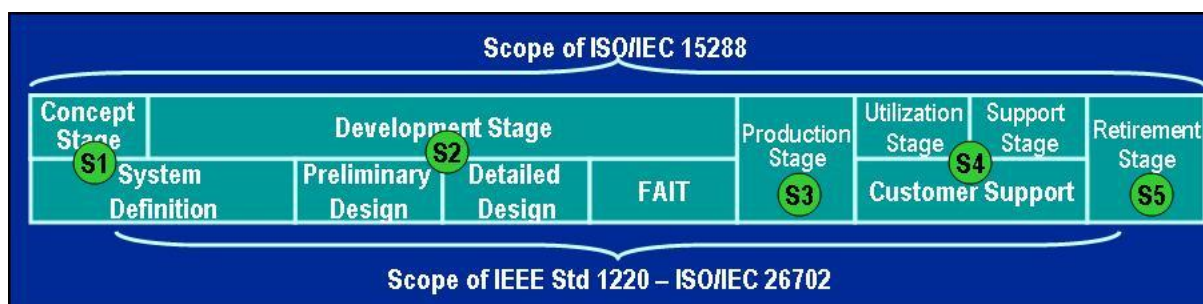 Scope of ISO/IEC 15288
Concept
Stage
Development Stage
Production
Stage
Utilization
Stage
Support
Stage
Retirement
Stage
S1
S2
S3
S4
S5
System
Definition
Preliminary
Design
Detailed
Design
FAIT
Customer Support
Scope of IEEE Std 1220 – ISO/IEC 26702